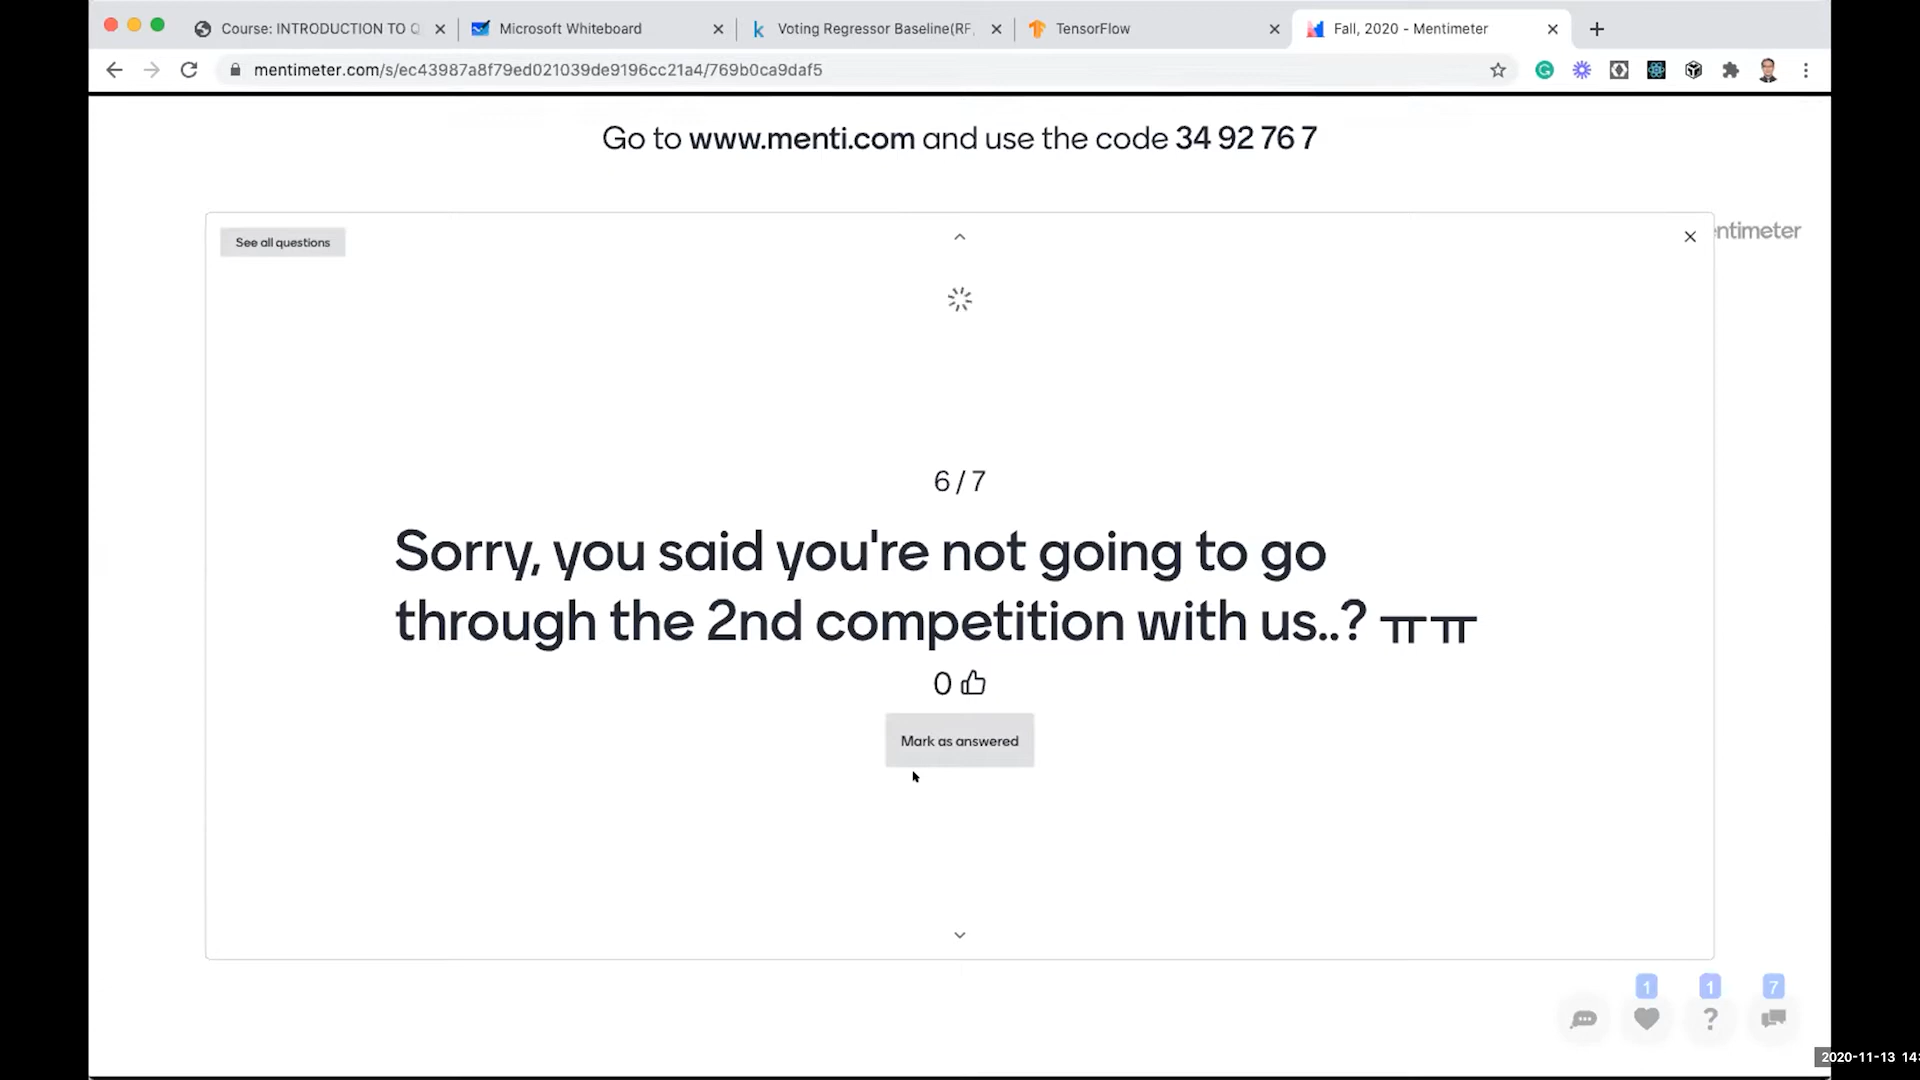 Course: INTRODUCTION TO Q
Microsoft Whiteboard
Voting Regressor Baseline(RF,
TensorFlow
Fall, 2020 - Mentimeter
mentimeter.com/s/ec43987a8f79ed021039de9196cc21a4/769b0ca9daf5
Go to www.menti.com and use the code 34 92 76 7
See all questions
ntimeter
6 / 7
Sorry, you said you're not going to go
through the 2nd competition with us..? ㅠㅠ
0
Mark as answered
1
1
7
2020-11-13 14: